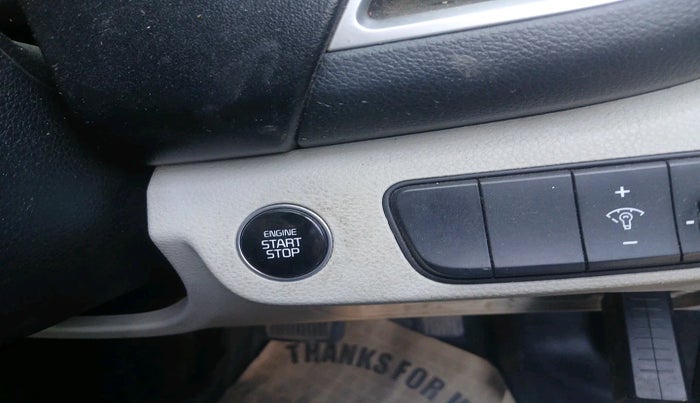 ENGINE
START
STOP
+
-
−
THANKS FOR